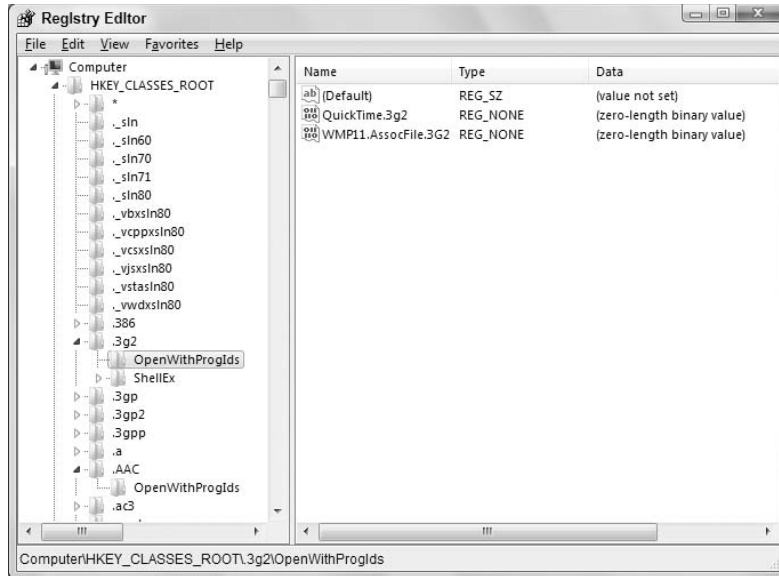 Registry Editor
File Edit View Favorites Help
Computer
HKEY_CLASSES_ROOT
*
._sln
._sln60
._sln70
._sln71
._sln80
._vbxsln80
._vcppxsln80
._vcsxsln80
._vjsxsln80
._vstasln80
._vwdxsln80
.386
.3g2
OpenWithProgIds
ShellEx
.3gp
.3gp2
.3gpp
.a
.AAC
OpenWithProgIds
.ac3
Name Type Data
(Default) REG_SZ (value not set)
QuickTime.3g2 REG_NONE (zero-length binary value)
WMP11.AssocFile.3G2 REG_NONE (zero-length binary value)
Computer\HKEY_CLASSES_ROOT\.3g2\OpenWithProgIds